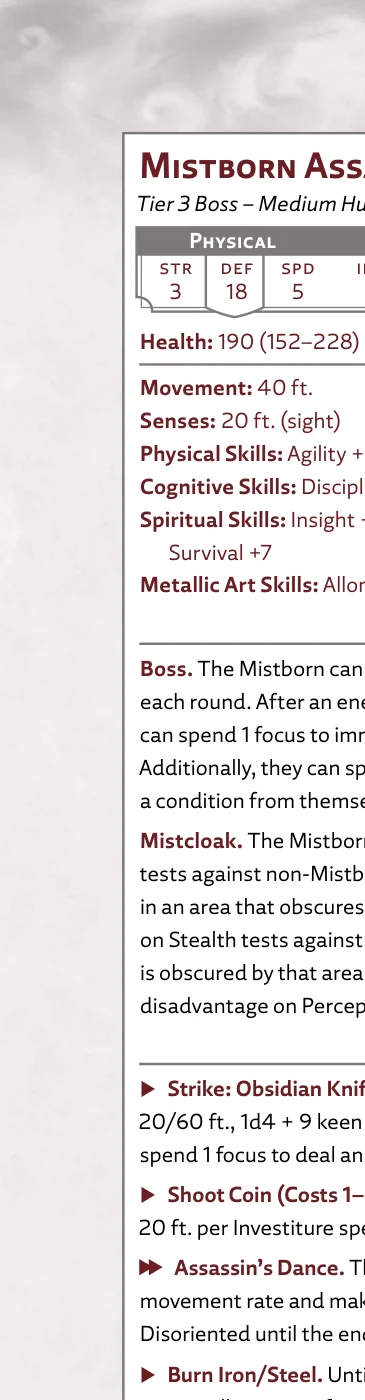 Mistborn Ass
Tier 3 Boss – Medium Hu
Physical
STR DEF SPD I
3 18 5
Health: 190 (152–228)
Movement: 40 ft.
Senses: 20 ft. (sight)
Physical Skills: Agility +
Cognitive Skills: Discipl
Spiritual Skills: Insight
Survival +7
Metallic Art Skills: Allor
Boss. The Mistborn can
each round. After an ene
can spend 1 focus to imm
Additionally, they can sp
a condition from themse
Mistcloak. The Mistborn
tests against non-Mistb
in an area that obscures
on Stealth tests against
is obscured by that area
disadvantage on Percep
Strike: Obsidian Knif
20/60 ft., 1d4 + 9 keen
spend 1 focus to deal an
Shoot Coin (Costs 1–
20 ft. per Investiture spe
Assassin’s Dance. T
movement rate and mak
Disoriented until the en
Burn Iron/Steel. Unti